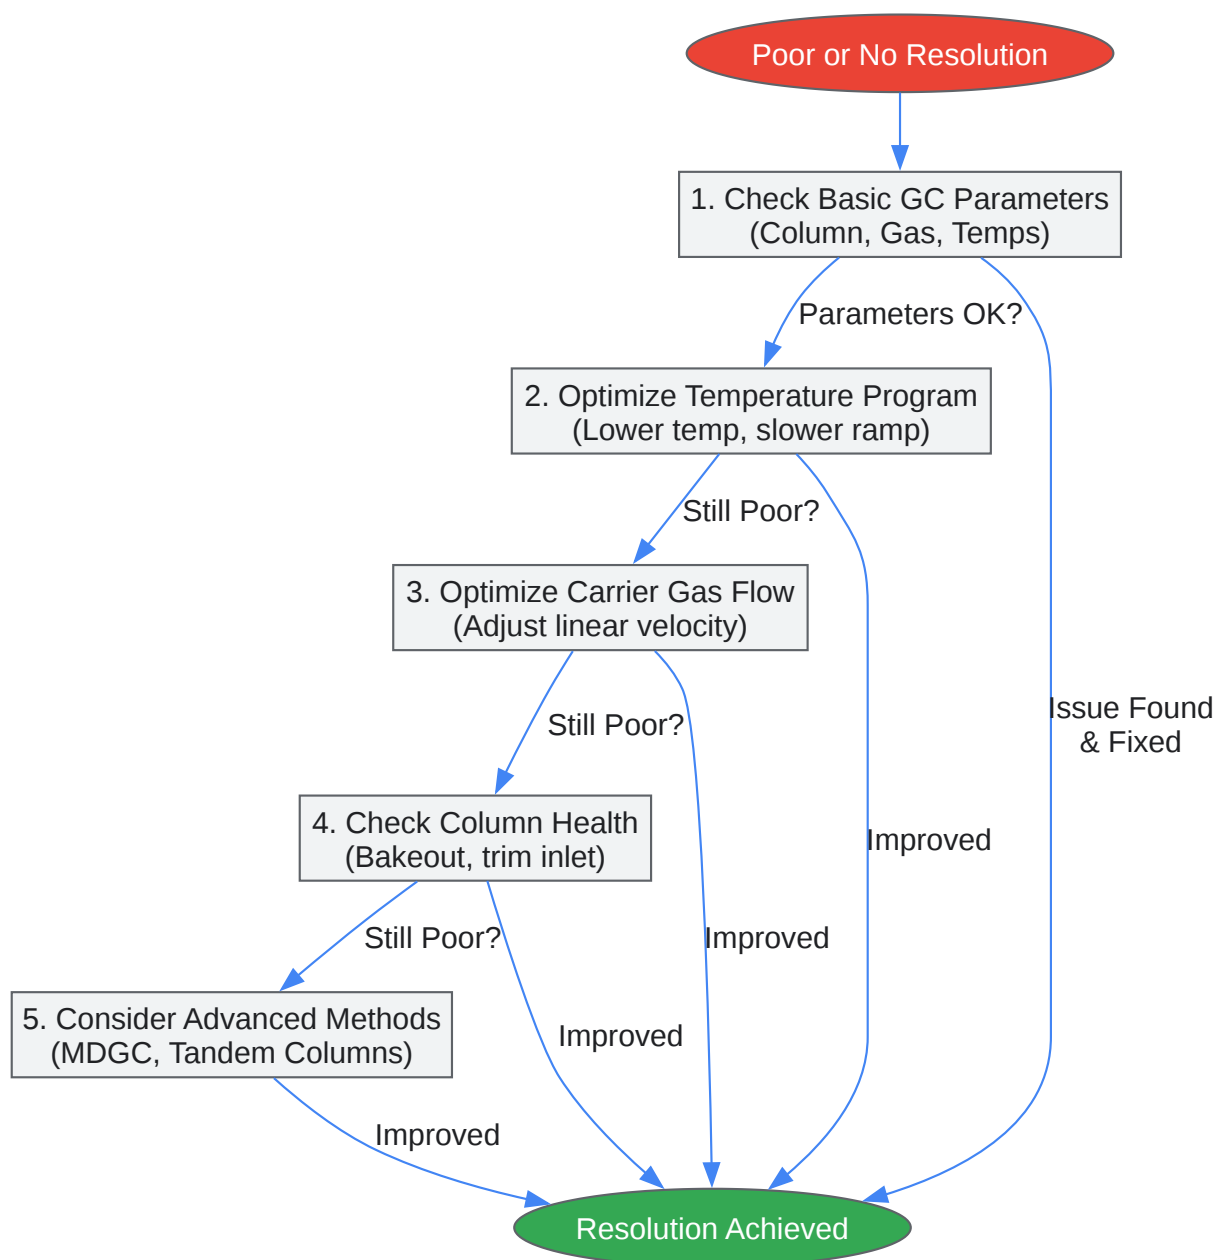 Poor or No Resolution
1. Check Basic GC Parameters
(Column, Gas, Temps)
Parameters OK?
2. Optimize Temperature Program
(Lower temp, slower ramp)
Still Poor?
3. Optimize Carrier Gas Flow
(Adjust linear velocity)
Issue Found
& Fixed
Still Poor?
4. Check Column Health
(Bakeout, trim inlet)
Improved
Still Poor?
Improved
5. Consider Advanced Methods
(MDGC, Tandem Columns)
Improved
Improved
Resolution Achieved